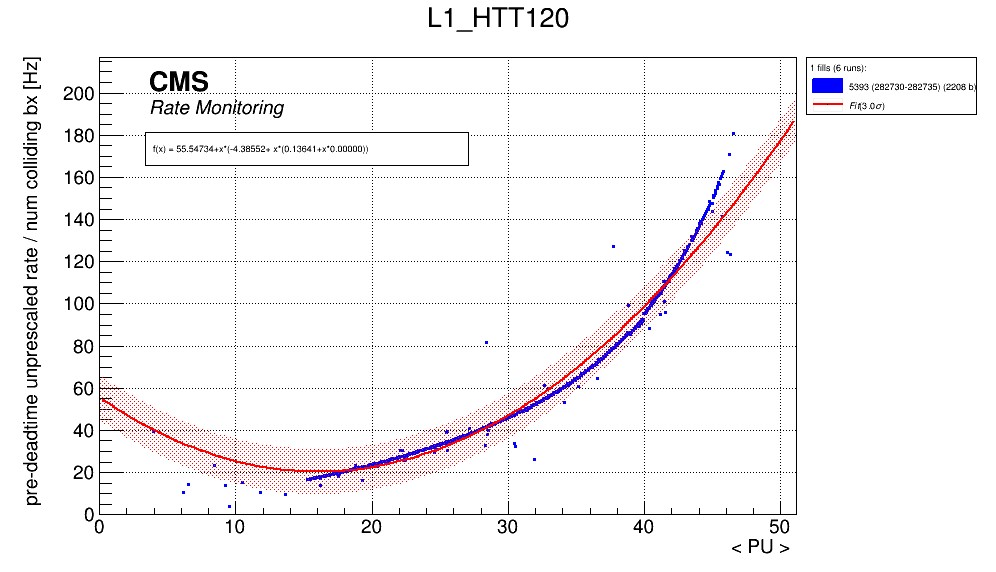 L1_HTT120
pre-deadtime unprescaled rate / num colliding bx [Hz]
CMS
Rate Monitoring
f(x) = 55.54734+x*(-4.38552+ x*(0.13641+x*0.00000))
1 fills (6 runs):
5393 (282730-282735) (2208 b)
Fit(3.0σ)
200
180
160
140
120
100
80
60
40
20
0
0 10 20 30 40 50
< PU >